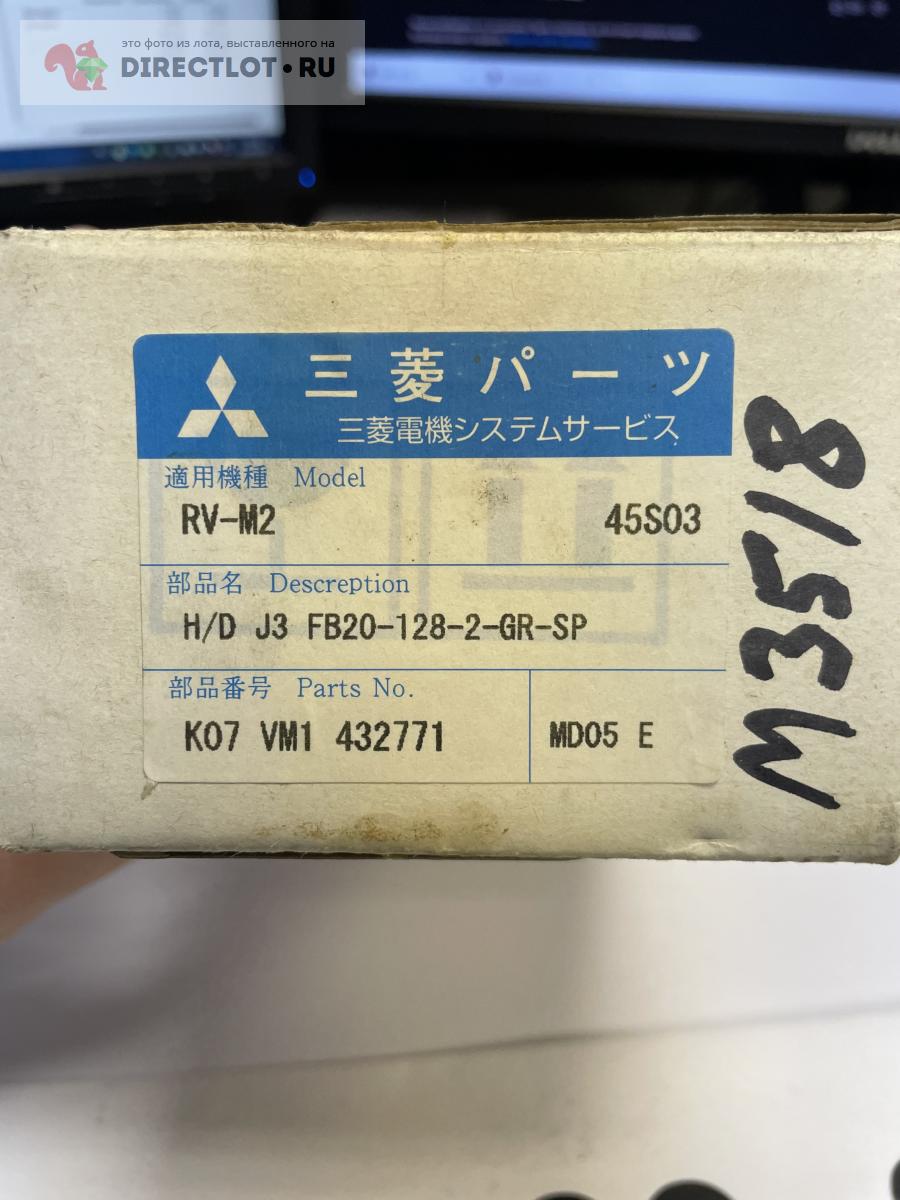 это фото из лота, выставленного на
DIRECTLOT.RU
三菱パーツ
三菱電機システムサービス
適用機種 Model
RV-M2 45S03
部品名 Descreption
H/D J3 FB20-128-2-GR-SP
部品番号 Parts No.
K07 VM1 432771 MD05 E
M3518